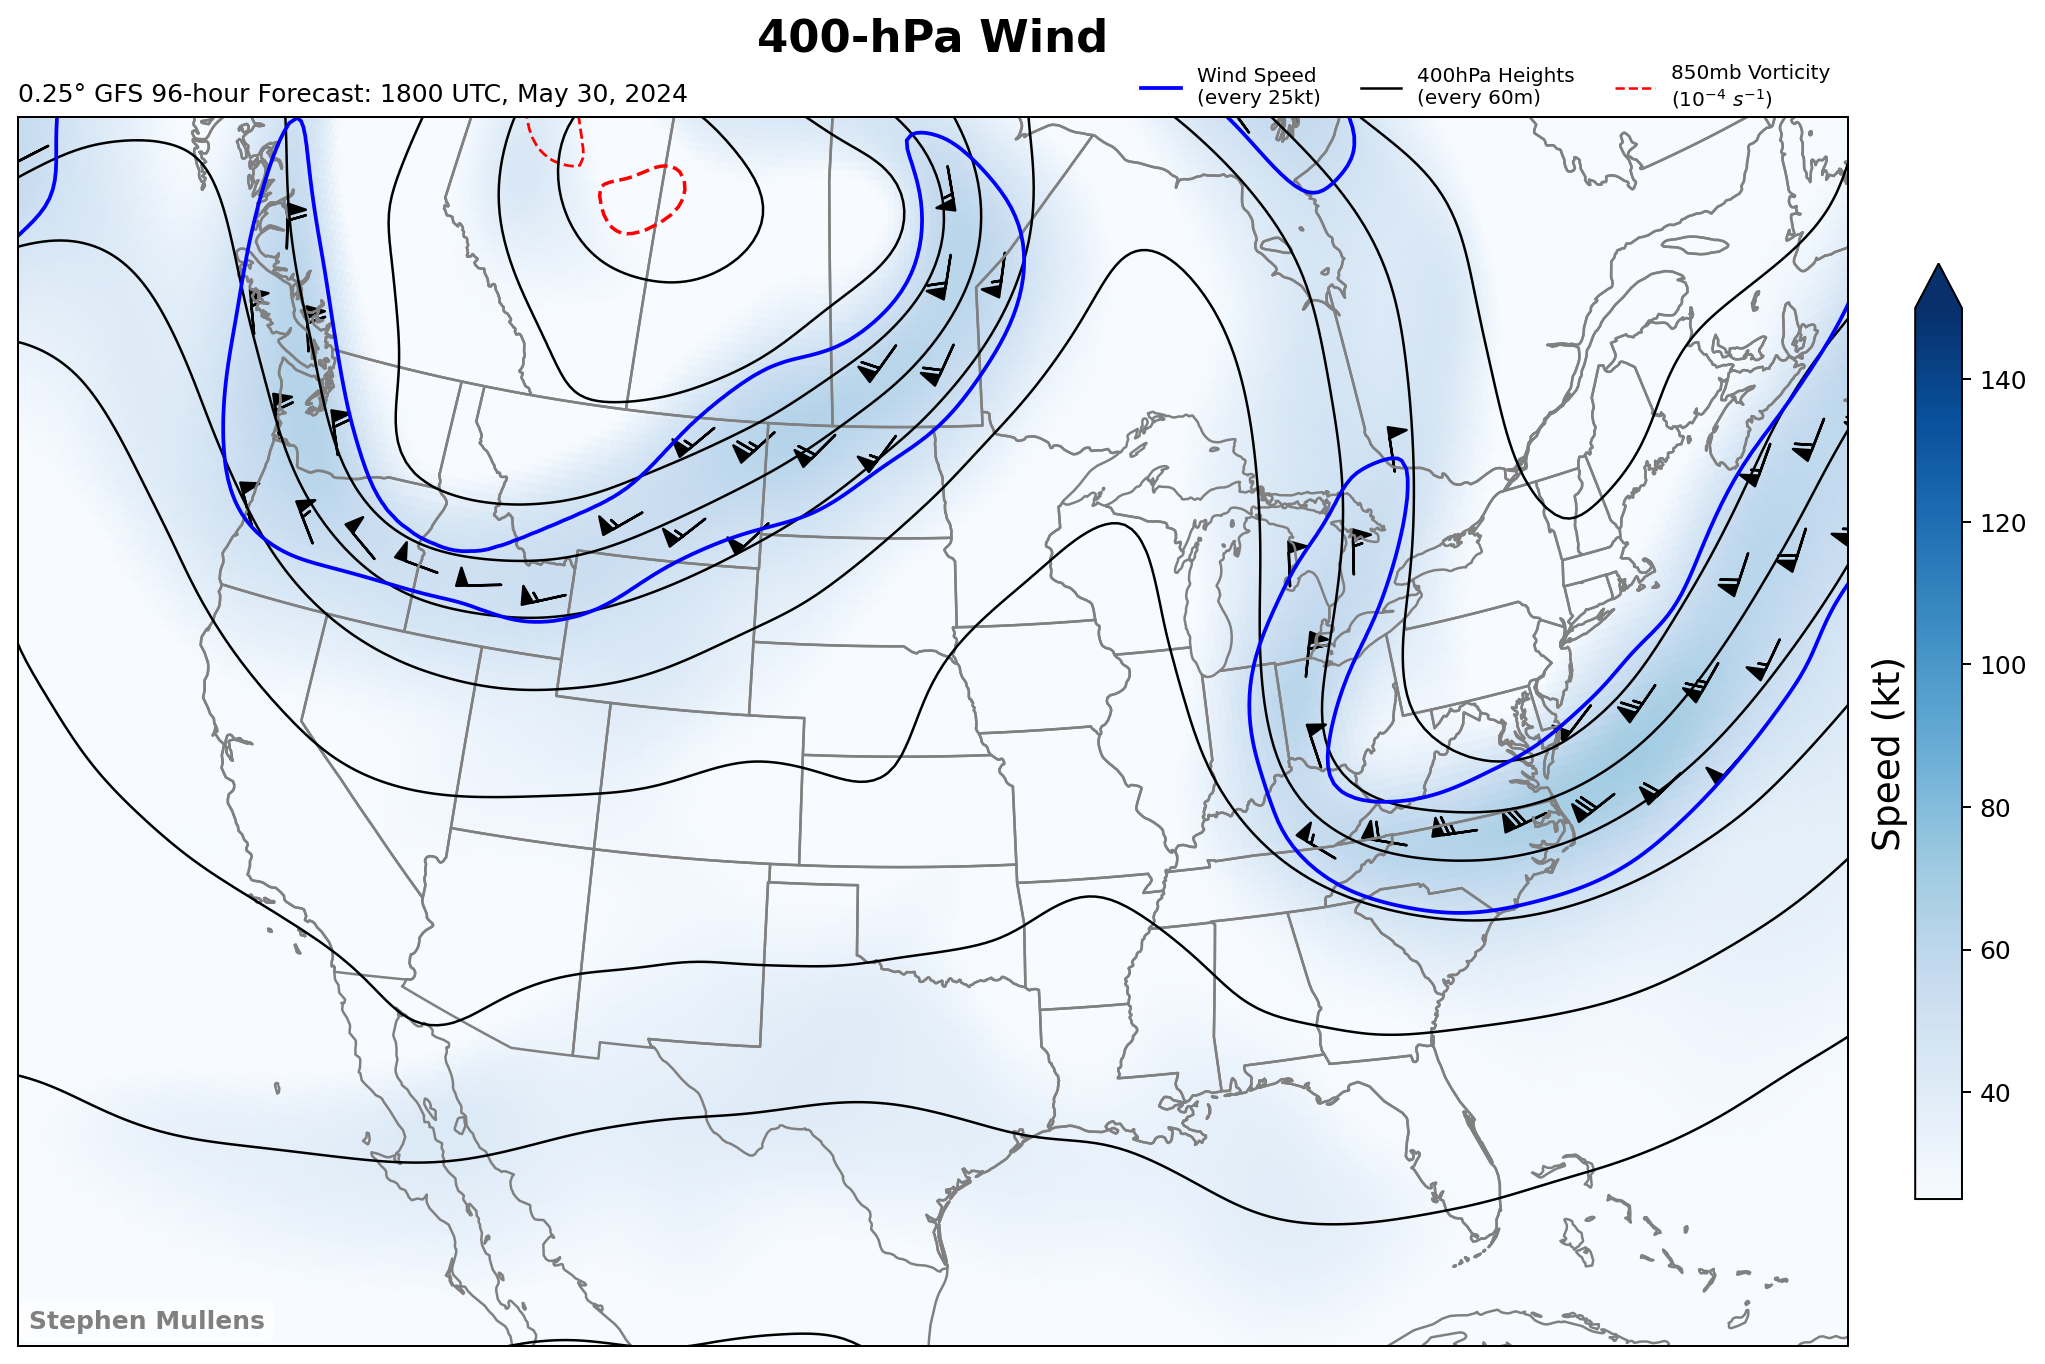 400-hPa Wind
0.25° GFS 96-hour Forecast: 1800 UTC, May 30, 2024
Wind Speed
(every 25kt)
400hPa Heights
(every 60m)
850mb Vorticity
(10⁻⁴ s⁻¹)
140
120
100
80
60
40
Speed (kt)
Stephen Mullens